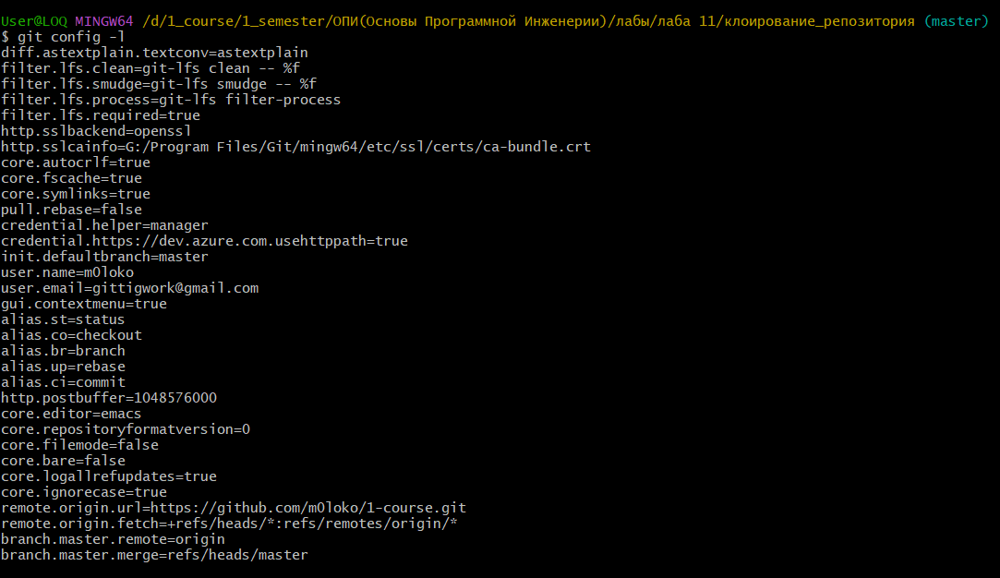 User@LOQ MINGW64 /d/1_course/1_semester/ОПИ(Основы Программной Инженерии)/лабы/лаба 11/клоирование_репозитория (master)
$ git config -l
diff.astextplain.textconv=astextplain
filter.lfs.clean=git-lfs clean -- %f
filter.lfs.smudge=git-lfs smudge -- %f
filter.lfs.process=git-lfs filter-process
filter.lfs.required=true
http.sslbackend=openssl
http.sslcainfo=G:/Program Files/Git/mingw64/etc/ssl/certs/ca-bundle.crt
core.autocrlf=true
core.fscache=true
core.symlinks=true
pull.rebase=false
credential.helper=manager
credential.https://dev.azure.com.usehttppath=true
init.defaultbranch=master
user.name=m0loko
user.email=gittigwork@gmail.com
gui.contextmenu=true
alias.st=status
alias.co=checkout
alias.br=branch
alias.up=rebase
alias.ci=commit
http.postbuffer=1048576000
core.editor=emacs
core.repositoryformatversion=0
core.filemode=false
core.bare=false
core.logallrefupdates=true
core.ignorecase=true
remote.origin.url=https://github.com/m0loko/1-course.git
remote.origin.fetch=+refs/heads/*:refs/remotes/origin/*
branch.master.remote=origin
branch.master.merge=refs/heads/master